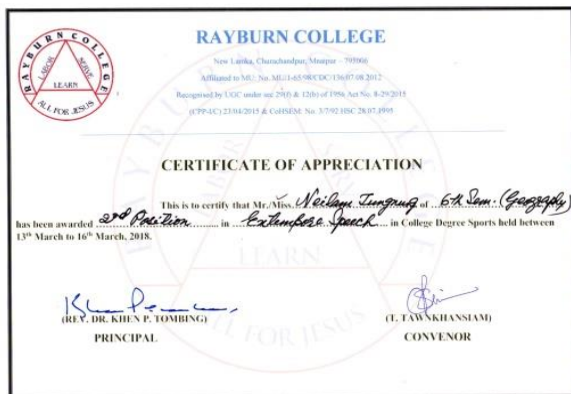 RAYBURN COLLEGE
LABOR
SERVE
LEARN
ALL FOR JESUS
RAYBURN COLLEGE
New Lamka, Churachandpur, Manipur - 795006
Affiliated to MU: No. MU/1-65/98/CDC/136/07.08.2012
Recognised by UGC under sec 29(f) & 12(b) of 1956 Act No. 8-29/2015
(CPP-I/C) 23/04/2015 & CoHSEM: No. 3/7/92 HSC 28.07.1995
CERTIFICATE OF APPRECIATION
This is to certify that Mr./Miss. Neilam Tungnung of 6th Sem. (Geography)
has been awarded 2nd Position in Extempore Speech in College Degree Sports held between
13th March to 16th March, 2018.
(REV. DR. KHEN P. TOMBING)
PRINCIPAL
(T. TAWNKHANSIAM)
CONVENOR
LEARN
ALL FOR JESUS